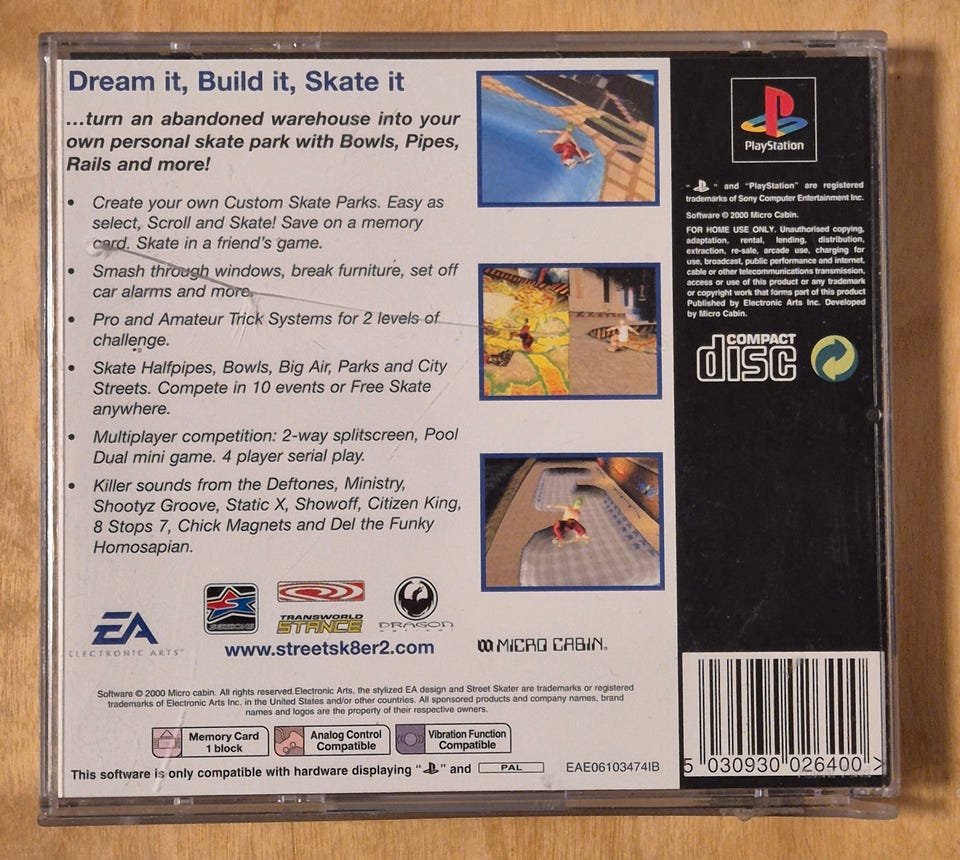 Dream it, Build it, Skate it
...turn an abandoned warehouse into your
own personal skate park with Bowls, Pipes,
Rails and more!
• Create your own Custom Skate Parks. Easy as
select, Scroll and Skate! Save on a memory
card. Skate in a friend's game.
• Smash through windows, break furniture, set off
car alarms and more.
• Pro and Amateur Trick Systems for 2 levels of
challenge.
• Skate Halfpipes, Bowls, Big Air, Parks and City
Streets. Compete in 10 events or Free Skate
anywhere.
• Multiplayer competition: 2-way splitscreen, Pool
Dual mini game. 4 player serial play.
• Killer sounds from the Deftones, Ministry,
Shootyz Groove, Static X, Showoff, Citizen King,
8 Stops 7, Chick Magnets and Del the Funky
Homosapian.
EA
ELECTRONIC ARTS™
TRANSWORLD
STANCE
DRAGON
www.streetsk8er2.com
MICRO CABIN®
Software © 2000 Micro cabin. All rights reserved.Electronic Arts, the stylized EA design and Street Skater are trademarks or registered
trademarks of Electronic Arts Inc. in the United States and/or other countries. All sponsored products and company names, brand
names and logos are the property of their respective owners.
Memory Card
1 block
Analog Control
Compatible
Vibration Function
Compatible
This software is only compatible with hardware displaying " " and PAL
EAE06103474IB
PlayStation
" " and "PlayStation" are registered
trademarks of Sony Computer Entertainment Inc.
Software © 2000 Micro Cabin.
FOR HOME USE ONLY. Unauthorised copying,
adaptation, rental, lending, distribution,
extraction, re-sale, arcade use, charging for
use, broadcast, public performance and internet,
cable or other telecommunications transmission,
access or use of this product or any trademark
or copyright work that forms part of this product
Published by Electronic Arts Inc. Developed
by Micro Cabin.
COMPACT
disc
5 030930 026400 >